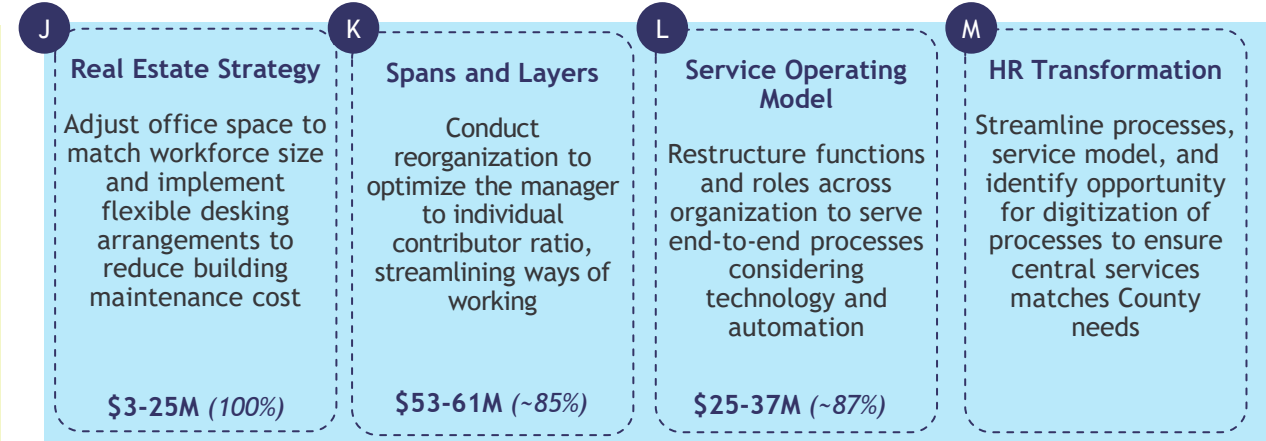 J
Real Estate Strategy
Adjust office space to
match workforce size
and implement
flexible desking
arrangements to
reduce building
maintenance cost
$3-25M (100%)
K
Spans and Layers
Conduct
reorganization to
optimize the manager
to individual
contributor ratio,
streamlining ways of
working
$53-61M (~85%)
L
Service Operating
Model
Restructure functions
and roles across
organization to serve
end-to-end processes
considering
technology and
automation
$25-37M (~87%)
M
HR Transformation
Streamline processes,
service model, and
identify opportunity
for digitization of
processes to ensure
central services
matches County
needs